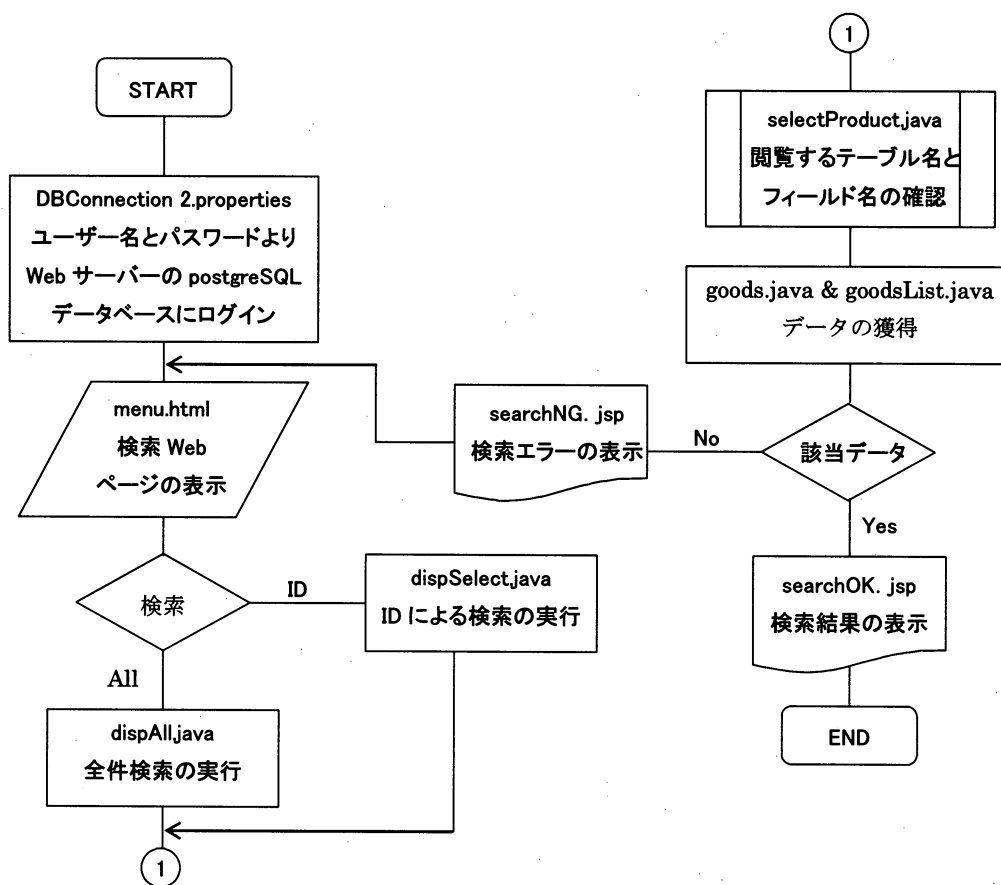 START
DBConnection 2.properties
ユーザー名とパスワードより
Web サーバーの postgreSQL
データベースにログイン
menu.html
検索 Web
ページの表示
検索
ID
dispSelect.java
ID による検索の実行
All
dispAll.java
全件検索の実行
1
1
selectProduct.java
閲覧するテーブル名と
フィールド名の確認
goods.java & goodsList.java
データの獲得
該当データ
No
searchNG. jsp
検索エラーの表示
Yes
searchOK. jsp
検索結果の表示
END